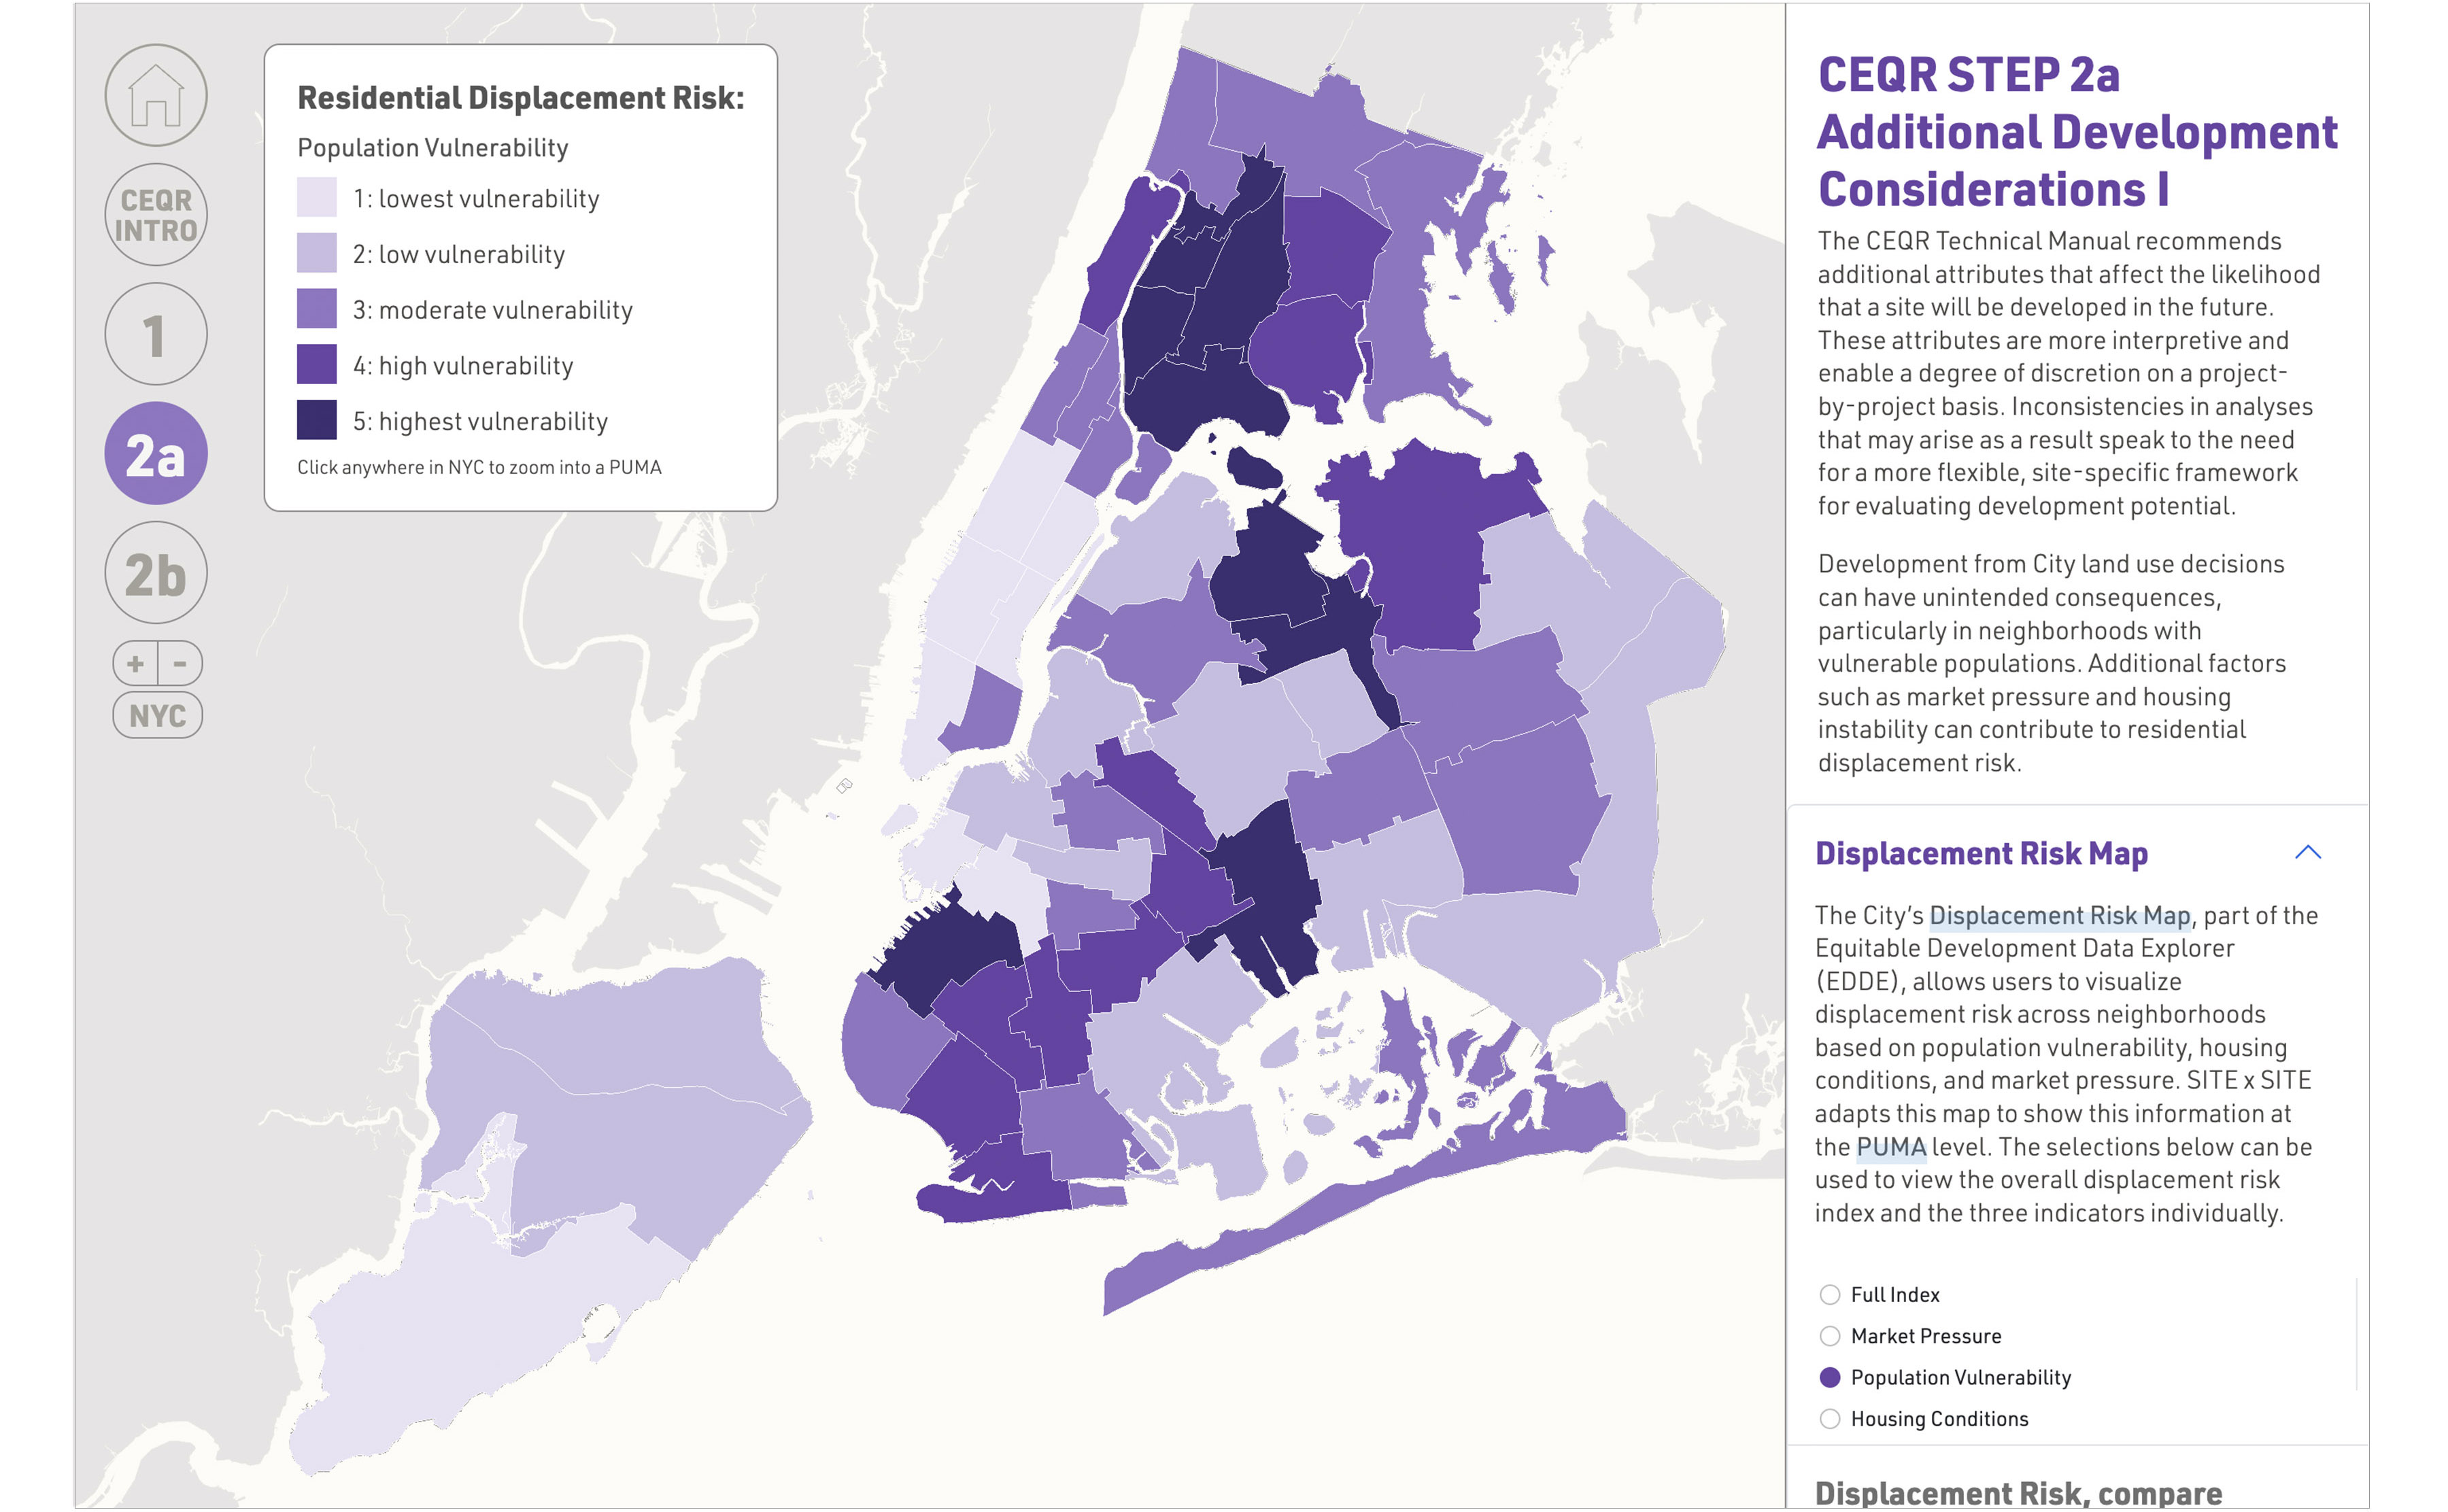 CEQR
INTRO
1
2a
2b
+ -
NYC
Residential Displacement Risk:
Population Vulnerability
1: lowest vulnerability
2: low vulnerability
3: moderate vulnerability
4: high vulnerability
5: highest vulnerability
Click anywhere in NYC to zoom into a PUMA
CEQR STEP 2a
Additional Development
Considerations I
The CEQR Technical Manual recommends
additional attributes that affect the likelihood
that a site will be developed in the future.
These attributes are more interpretive and
enable a degree of discretion on a project-
by-project basis. Inconsistencies in analyses
that may arise as a result speak to the need
for a more flexible, site-specific framework
for evaluating development potential.
Development from City land use decisions
can have unintended consequences,
particularly in neighborhoods with
vulnerable populations. Additional factors
such as market pressure and housing
instability can contribute to residential
displacement risk.
Displacement Risk Map
The City’s Displacement Risk Map, part of the
Equitable Development Data Explorer
(EDDE), allows users to visualize
displacement risk across neighborhoods
based on population vulnerability, housing
conditions, and market pressure. SITE x SITE
adapts this map to show this information at
the PUMA level. The selections below can be
used to view the overall displacement risk
index and the three indicators individually.
Full Index
Market Pressure
Population Vulnerability
Housing Conditions
Displacement Risk, compare